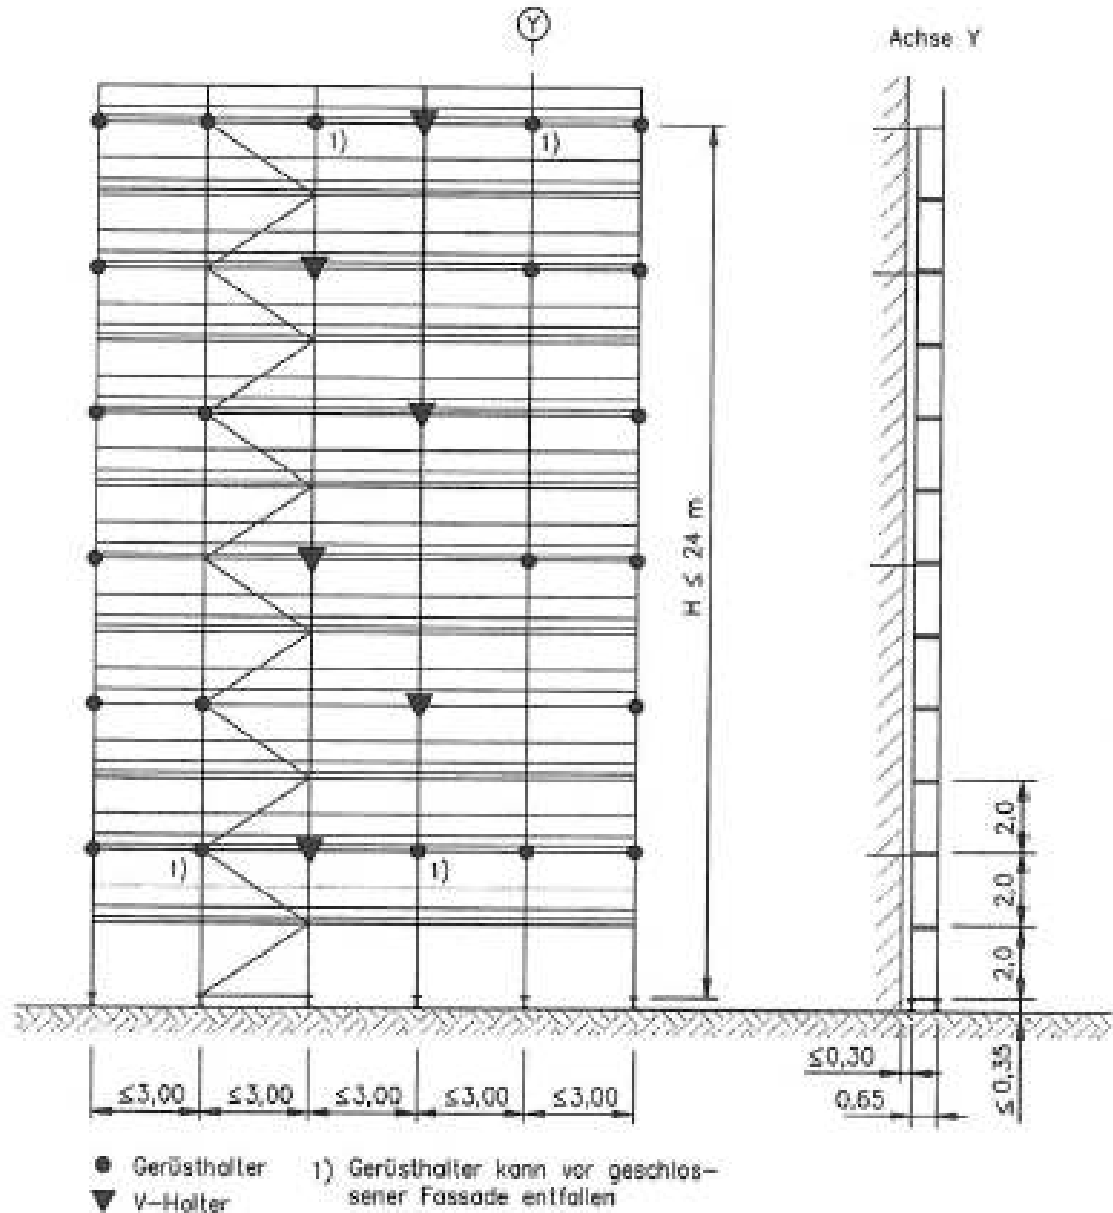 Y
Achse Y
1)
1)
H ≤ 24 m
1)
1)
2,0
2,0
2,0
≤0,35
≤0,30
0,65
≤3,00
≤3,00
≤3,00
≤3,00
≤3,00
Gerüsthalter
V-Halter
1) Gerüsthalter kann vor geschlos-
sener Fassade entfallen